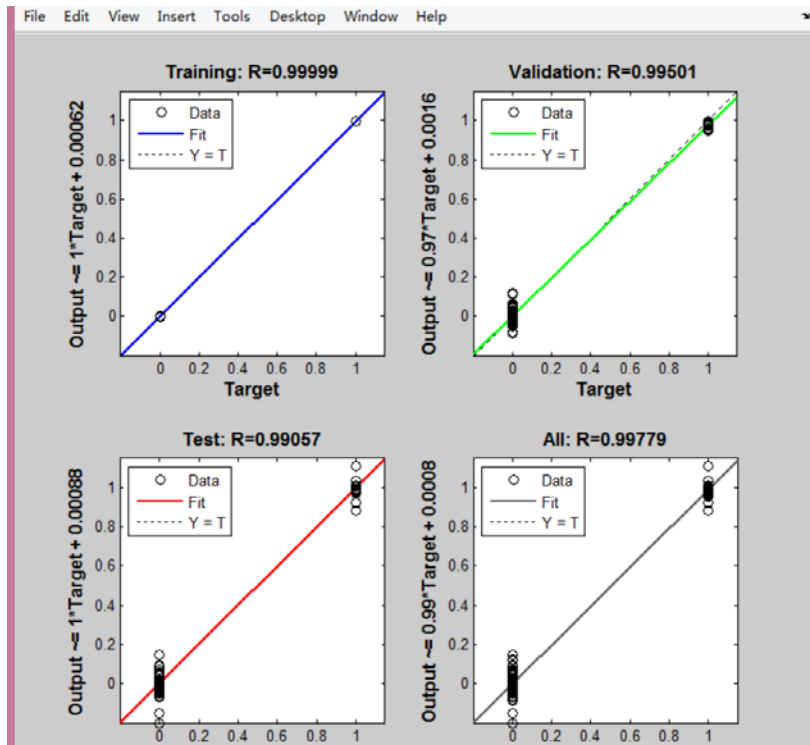 File Edit View Insert Tools Desktop Window Help
Training: R=0.99999
Output ~= 1*Target + 0.00062
Data
Fit
Y = T
1
0.8
0.6
0.4
0.2
0
0 0.2 0.4 0.6 0.8 1
Target
Validation: R=0.99501
Output ~= 0.97*Target + 0.0016
Data
Fit
Y = T
1
0.8
0.6
0.4
0.2
0
0 0.2 0.4 0.6 0.8 1
Target
Test: R=0.99057
Output ~= 1*Target + 0.00088
Data
Fit
Y = T
1
0.8
0.6
0.4
0.2
0
0 0.2 0.4 0.6 0.8 1
All: R=0.99779
Output ~= 0.99*Target + 0.0008
Data
Fit
Y = T
1
0.8
0.6
0.4
0.2
0
0 0.2 0.4 0.6 0.8 1